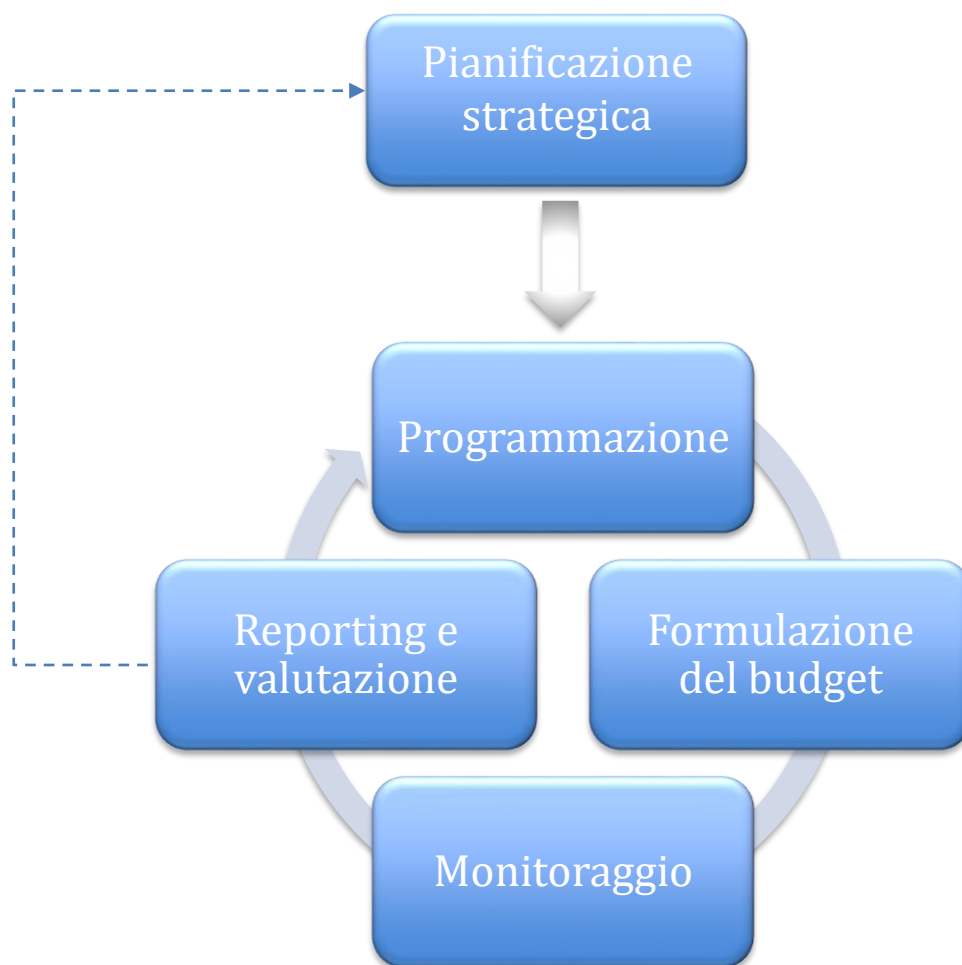 Pianificazione
strategica
Programmazione
Reporting e
valutazione
Formulazione
del budget
Monitoraggio